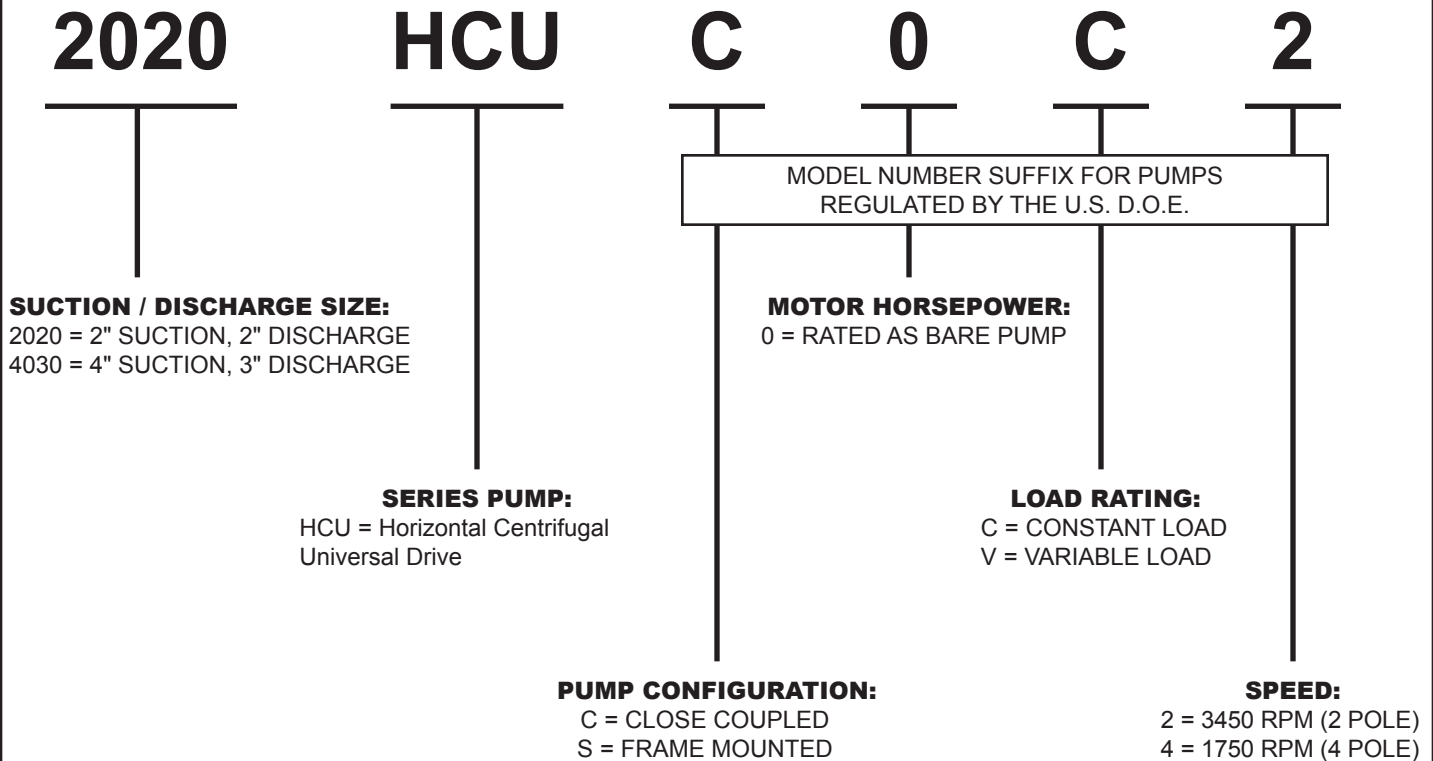 2020 HCU C 0 C 2
MODEL NUMBER SUFFIX FOR PUMPS
REGULATED BY THE U.S. D.O.E.
SUCTION / DISCHARGE SIZE:
2020 = 2" SUCTION, 2" DISCHARGE
4030 = 4" SUCTION, 3" DISCHARGE
MOTOR HORSEPOWER:
0 = RATED AS BARE PUMP
SERIES PUMP:
HCU = Horizontal Centrifugal
Universal Drive
LOAD RATING:
C = CONSTANT LOAD
V = VARIABLE LOAD
PUMP CONFIGURATION:
C = CLOSE COUPLED
S = FRAME MOUNTED
SPEED:
2 = 3450 RPM (2 POLE)
4 = 1750 RPM (4 POLE)